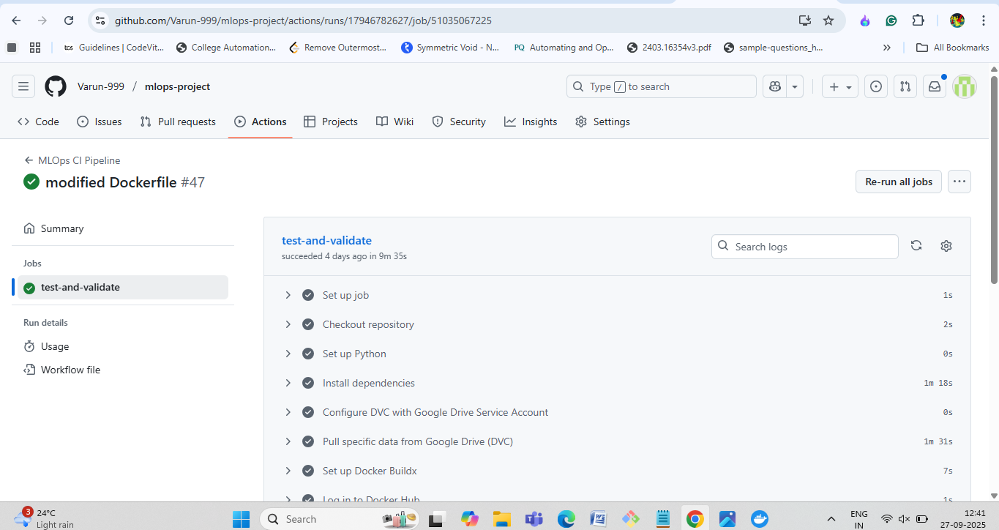 github.com/Varun-999/mlops-project/actions/runs/17946782627/job/51035067225
tcs Guidelines | CodeVit... College Automation... Remove Outermost... Symmetric Void - N... PQ Automating and Op... 2403.16354v3.pdf sample-questions_h... » All Bookmarks
Varun-999 / mlops-project Type / to search
Code Issues Pull requests Actions Projects Wiki Security Insights Settings
MLOps CI Pipeline
modified Dockerfile #47 Re-run all jobs
Summary
Jobs
test-and-validate
Run details
Usage
Workflow file
test-and-validate
succeeded 4 days ago in 9m 35s
Search logs
Set up job 1s
Checkout repository 2s
Set up Python 0s
Install dependencies 1m 18s
Configure DVC with Google Drive Service Account 0s
Pull specific data from Google Drive (DVC) 1m 31s
Set up Docker Buildx 7s
Log in to Docker Hub 1s
3 24°C
Light rain
Search
ENG
IN
12:41
27-09-2025